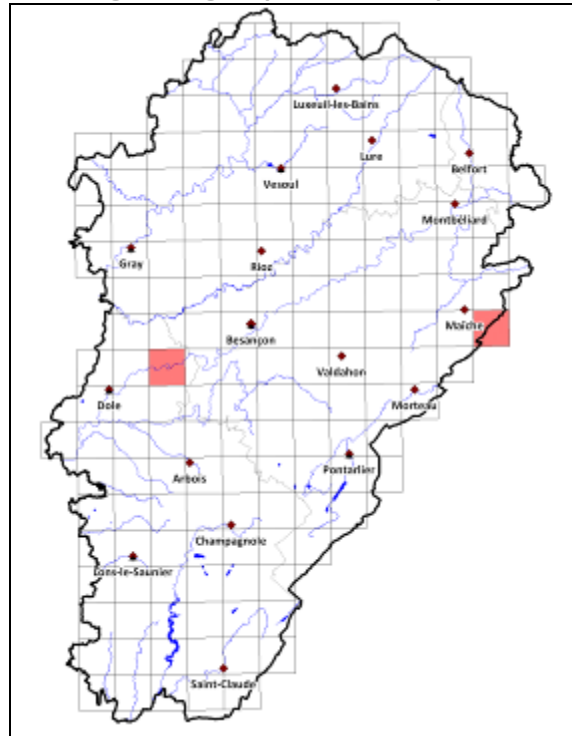 Luxeuil-les-Bains
Lure
Belfort
Vesoul
Montbéliard
Gray
Rioz
Maîche
Besançon
Valdahon
Dole
Morteau
Pontarlier
Arbois
Champagnole
Lons-le-Saunier
Saint-Claude